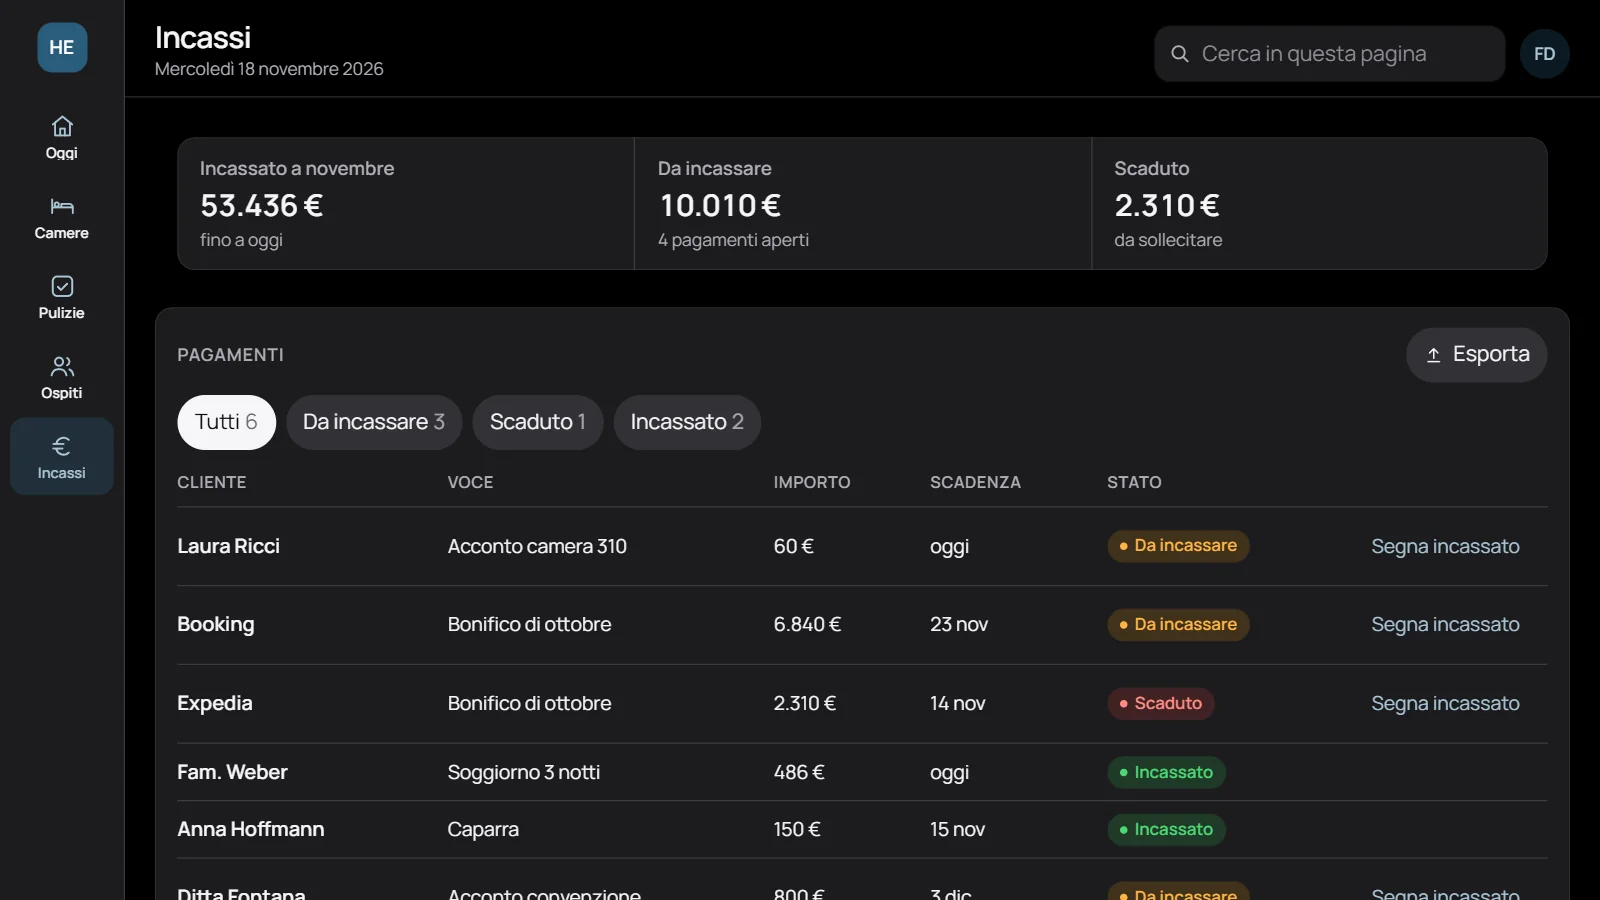 HE
Incassi
Mercoledì 18 novembre 2026
Cerca in questa pagina
FD
Oggi
Camere
Pulizie
Ospiti
Incassi
Incassato a novembre
53.436 €
fino a oggi
Da incassare
10.010 €
4 pagamenti aperti
Scaduto
2.310 €
da sollecitare
PAGAMENTI
Esporta
Tutti 6
Da incassare 3
Scaduto 1
Incassato 2
CLIENTE VOCE IMPORTO SCADENZA STATO
Laura Ricci Acconto camera 310 60 € oggi Da incassare Segna incassato
Booking Bonifico di ottobre 6.840 € 23 nov Da incassare Segna incassato
Expedia Bonifico di ottobre 2.310 € 14 nov Scaduto Segna incassato
Fam. Weber Soggiorno 3 notti 486 € oggi Incassato
Anna Hoffmann Caparra 150 € 15 nov Incassato
Ditta Fontana Acconto convenzione 800 € 3 dic Da incassare Segna incassato